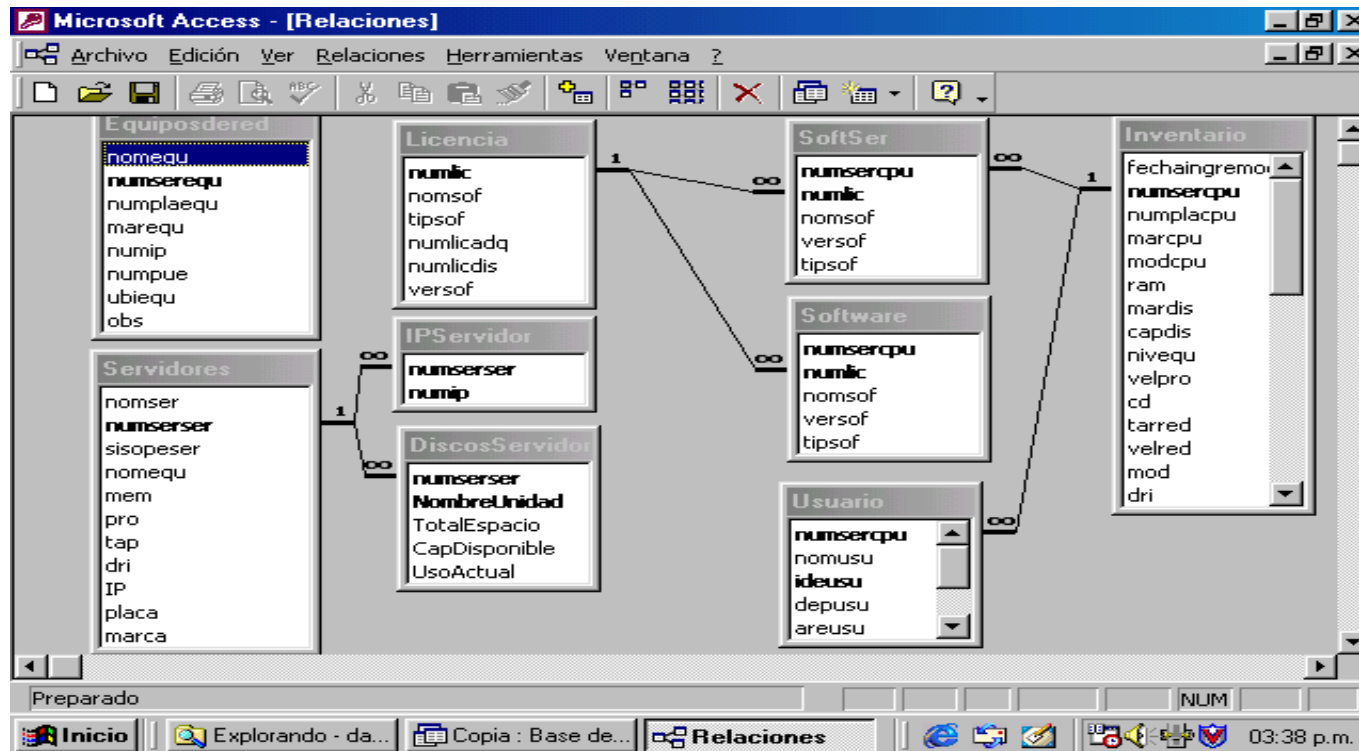 Microsoft Access - [Relaciones]
Archivo Edición Ver Relaciones Herramientas Ventana ?
Equiposdered
nomequ
numserequ
numplaequ
marequ
numip
numpue
ubiequ
obs
Servidores
nomser
numserser
sisopeser
nomequ
mem
pro
tap
dri
IP
placa
marca
Licencia
numlic
nomsof
tipsof
numlicadq
numlicdis
versof
IPServidor
numserser
numip
DiscosServidor
numserser
NombreUnidad
TotalEspacio
CapDisponible
UsoActual
SoftSer
numsercpu
numlic
nomsof
versof
tipsof
Software
numsercpu
numlic
nomsof
versof
tipsof
Usuario
numsercpu
nomusu
ideusu
depusu
areusu
Inventario
numsercpu
numplacpu
marcpu
modcpu
ram
mardis
capdis
nivequ
velpro
cd
tarred
velred
mod
dri
1 ∞ ∞
1 ∞ ∞
1 ∞ ∞
Preparado
NUM
Inicio
Explorando - da...
Copia : Base de...
Relaciones
03:38 p.m.